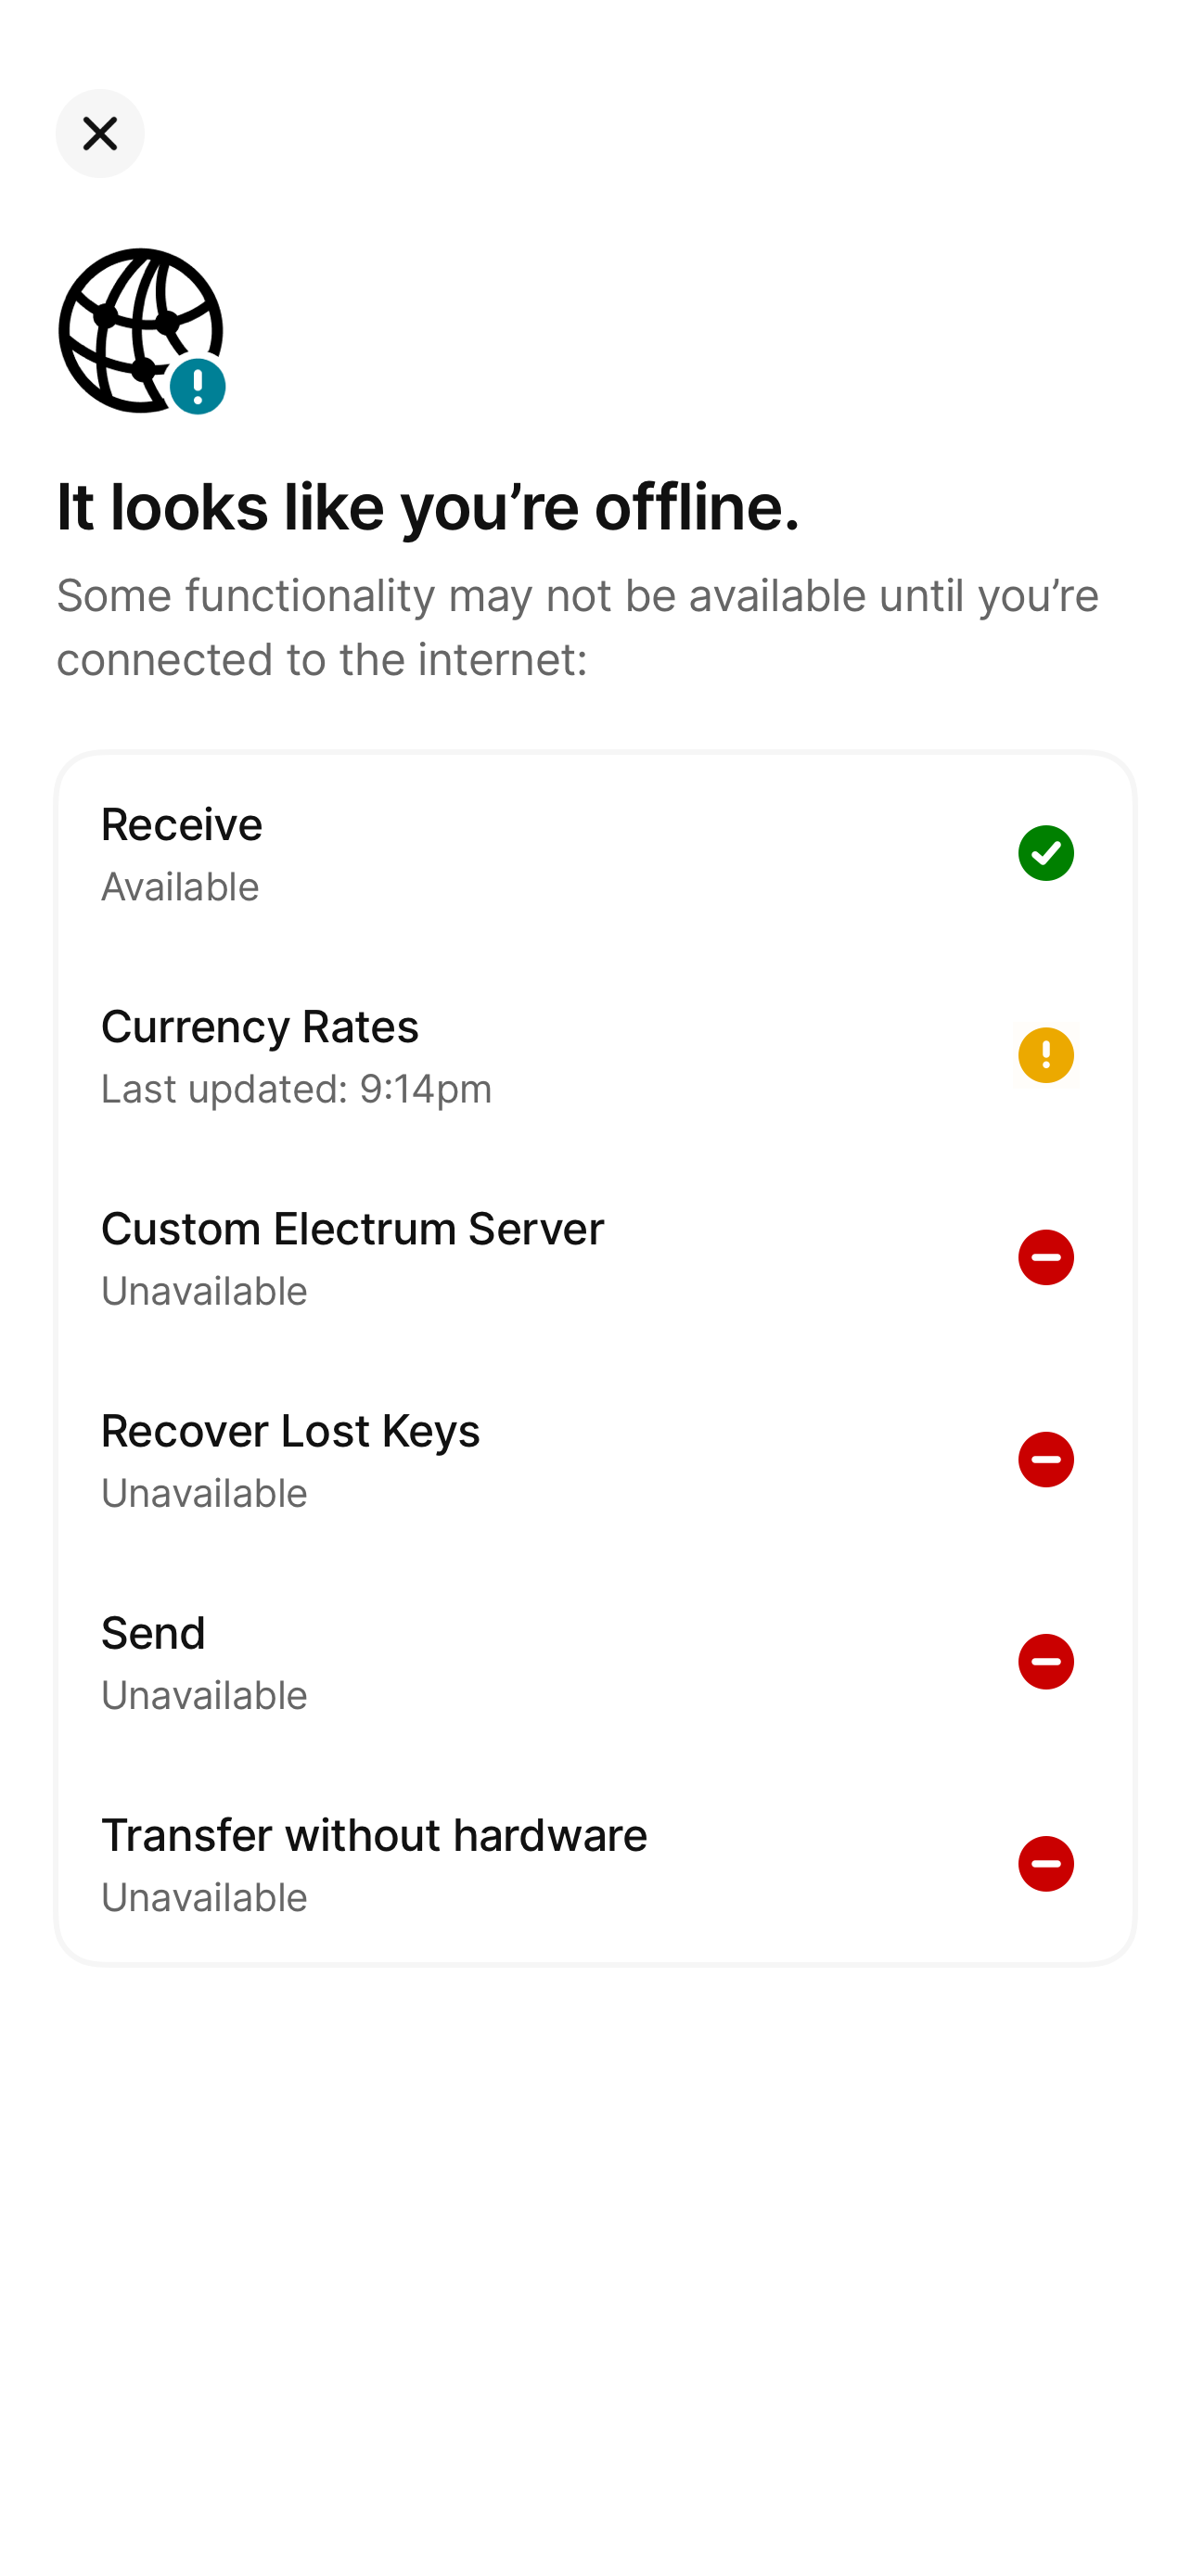 It looks like you’re offline.
Some functionality may not be available until you’re
connected to the internet:
Receive
Available
Currency Rates
Last updated: 9:14pm
Custom Electrum Server
Unavailable
Recover Lost Keys
Unavailable
Send
Unavailable
Transfer without hardware
Unavailable